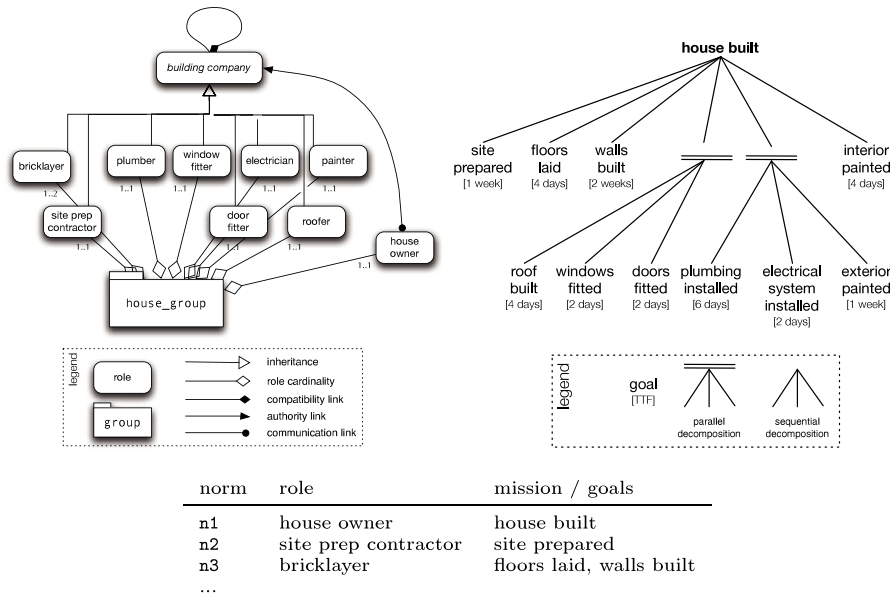 building company
bricklayer
1..2
plumber
1..1
window
fitter
1..1
electrician
1..1
painter
1..1
site prep
contractor
1..1
door
fitter
1..1
roofer
1..1
house
owner
1..1
house_group
legend
role
group
inheritance
role cardinality
compatibility link
authority link
communication link
house built
site
prepared
[1 week]
floors
laid
[4 days]
walls
built
[2 weeks]
interior
painted
[4 days]
roof
built
[4 days]
windows
fitted
[2 days]
doors
fitted
[2 days]
plumbing
installed
[6 days]
electrical
system
installed
[2 days]
exterior
painted
[1 week]
legend
goal
[TTF]
parallel
decomposition
sequential
decomposition
norm role mission / goals
n1 house owner house built
n2 site prep contractor site prepared
n3 bricklayer floors laid, walls built
...